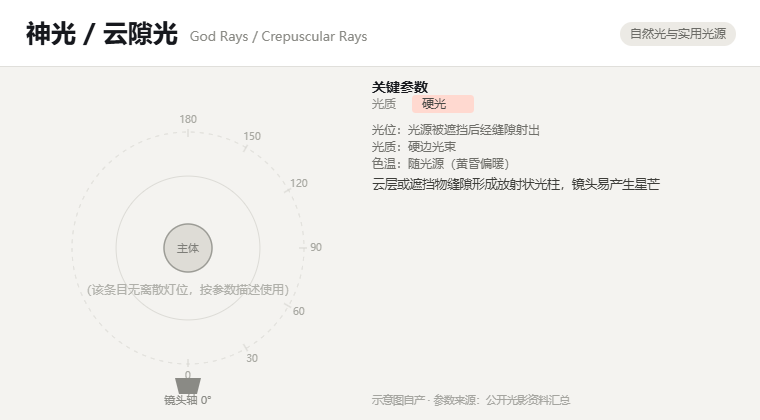 神光 / 云隙光 God Rays / Crepuscular Rays
自然光与实用光源
关键参数
光质 硬光
光位：光源被遮挡后经缝隙射出
光质：硬边光束
色温：随光源（黄昏偏暖）
云层或遮挡物缝隙形成放射状光柱，镜头易产生星芒
180
150
120
90
主体
(该条目无离散灯位，按参数描述使用)
60
30
0
镜头轴 0°
示意图自产 · 参数来源：公开光影资料汇总